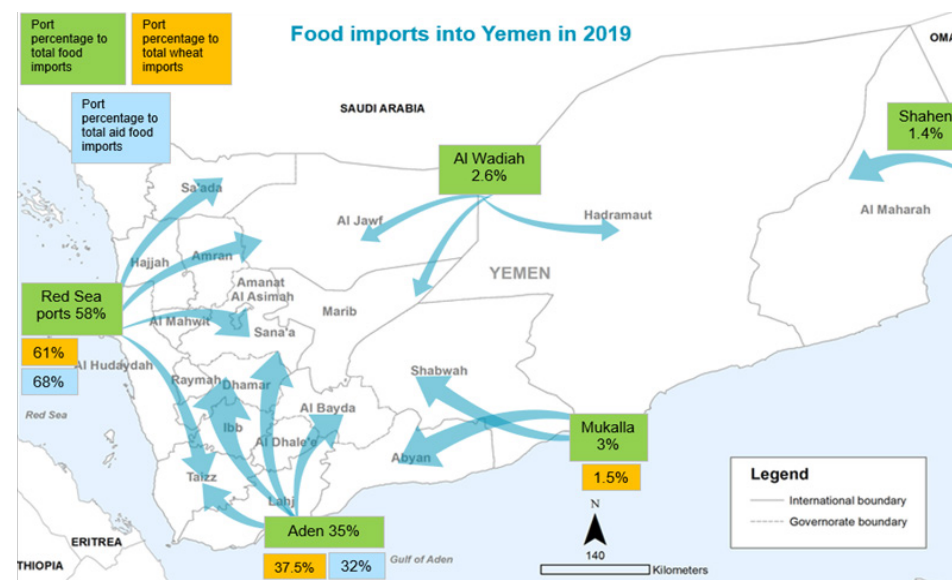 Food imports into Yemen in 2019
Port
percentage to
total food
imports
Port
percentage to
total wheat
imports
Port
percentage to
total aid food
imports
SAUDI ARABIA
OMA
Shahen
1.4%
Al Wadiah
2.6%
Sa'ada
Al Jawf
Hadramaut
Al Maharah
Hajjah
Amran
YEMEN
Amanat
Al Asimah
Marib
Red Sea
ports 58%
Al Mahwit
Sana'a
61%
68%
Al Hudaydah
Raymah
Dhamar
Shabwah
Red Sea
Al Bayda
Ibb
Al Dhale'e
Mukalla
3%
Abyan
1.5%
Taizz
Lahj
Aden 35%
37.5%
32%
Gulf of Aden
ERITREA
THIOPIA
N
140
Kilometers
Legend
International boundary
Governorate boundary